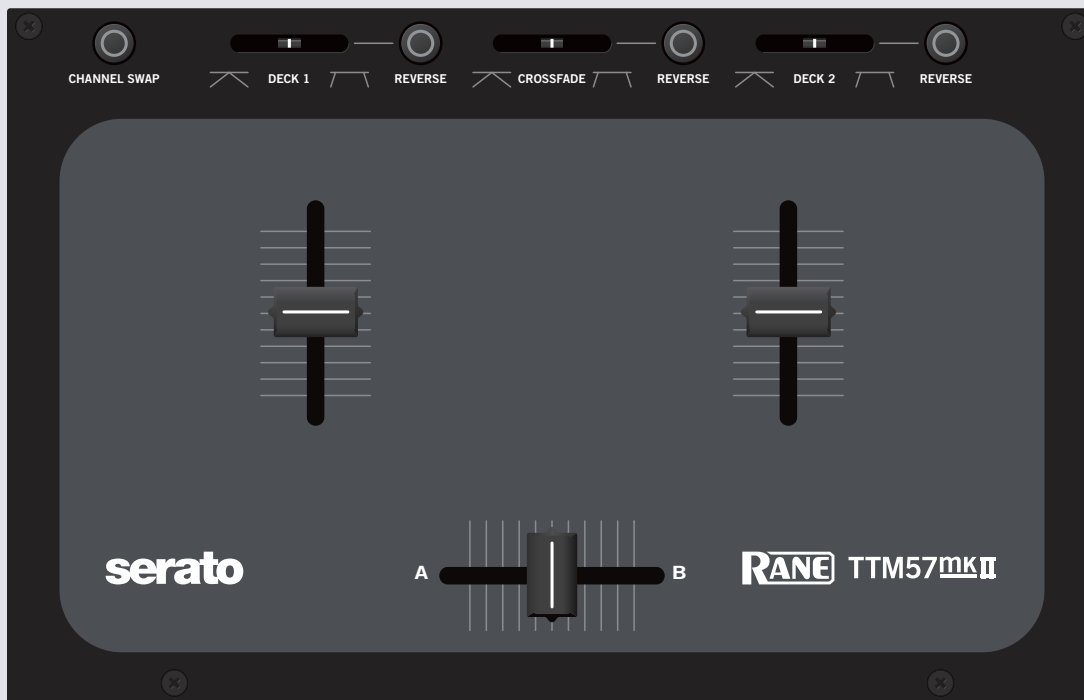 CHANNEL SWAP DECK 1 REVERSE CROSSFADE REVERSE DECK 2 REVERSE
A B
serato RANE TTM57mkII